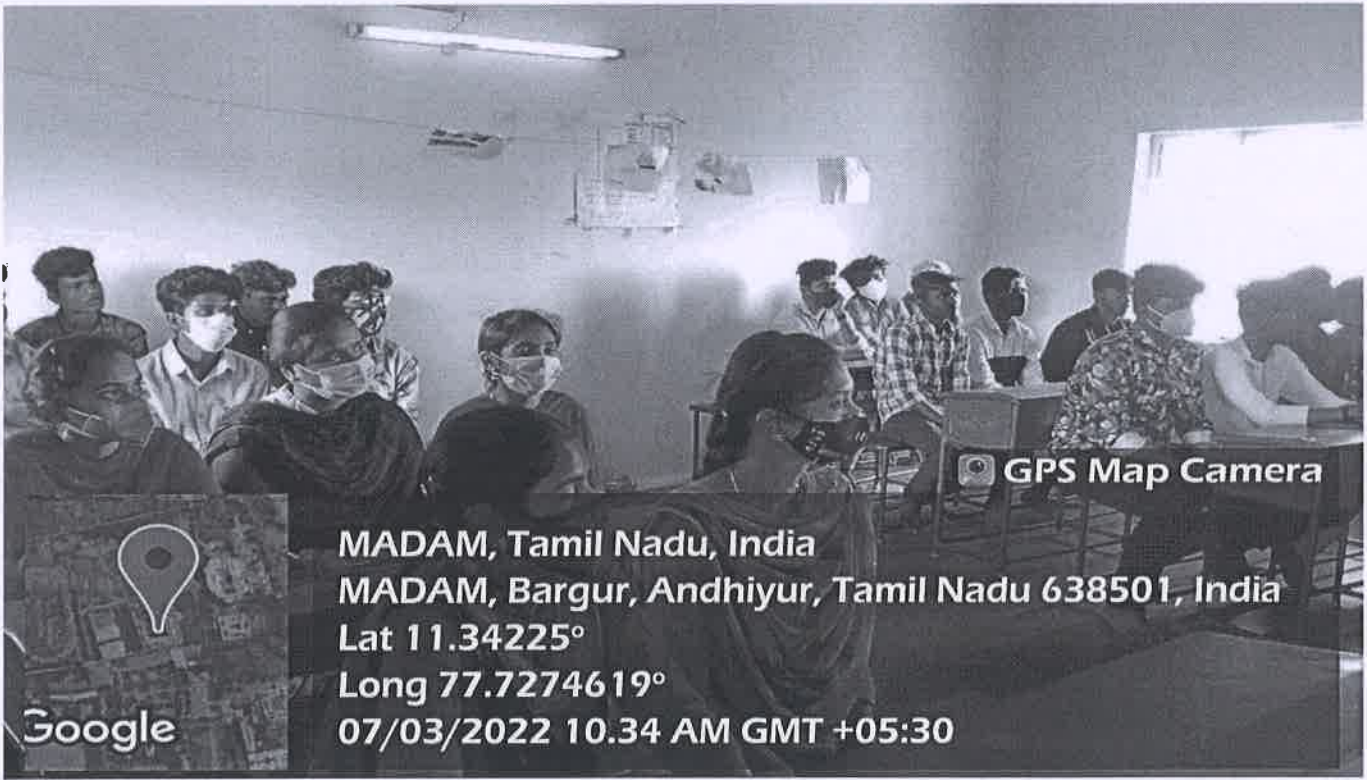 GPS Map Camera
MADAM, Tamil Nadu, India
MADAM, Bargur, Andhiyur, Tamil Nadu 638501, India
Lat 11.34225°
Long 77.7274619°
07/03/2022 10.34 AM GMT +05:30
Google